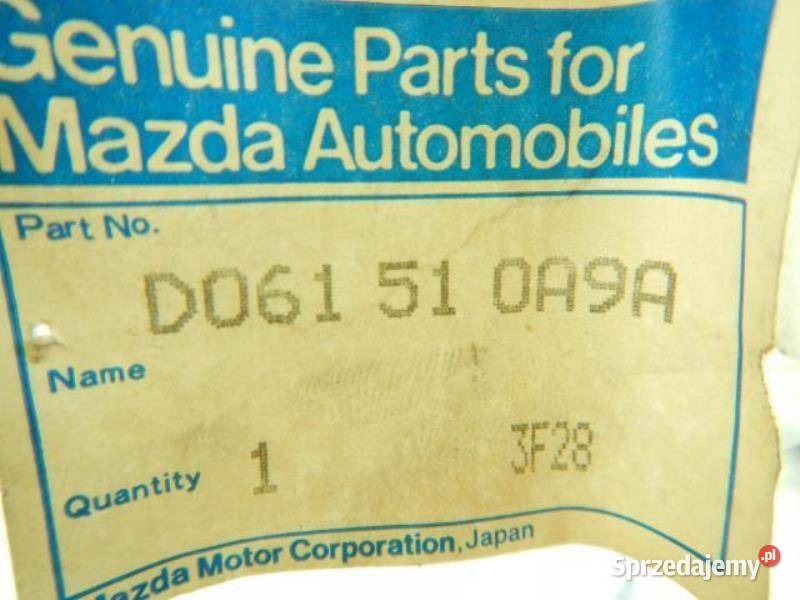 Genuine Parts for
Mazda Automobiles
Part No.
D061 51 0A9A
Name
Quantity 1 3F28
Mazda Motor Corporation, Japan
Sprzedajemy.pl